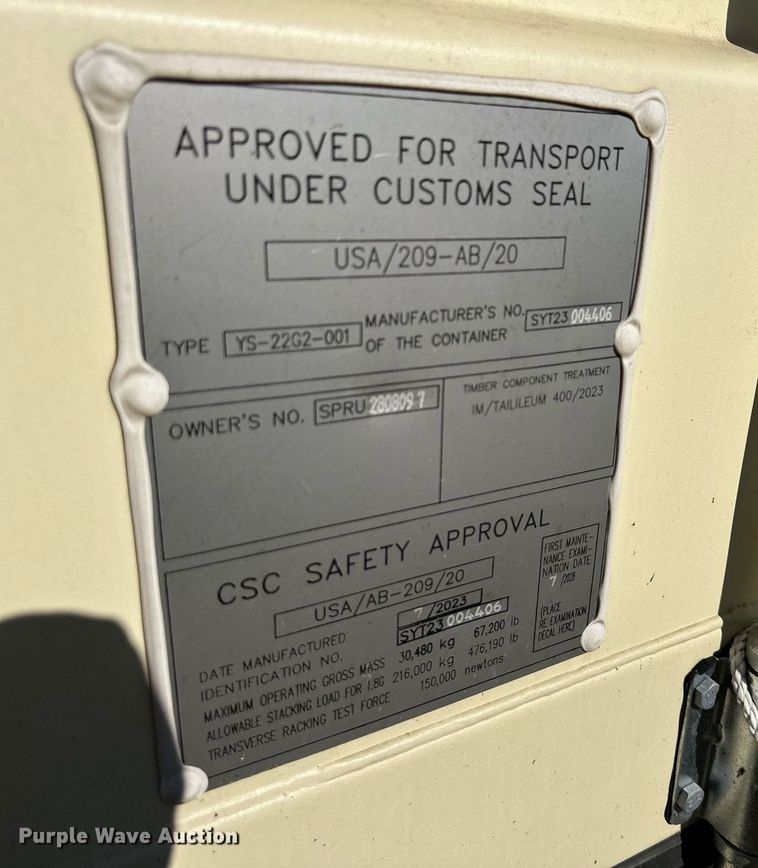 APPROVED FOR TRANSPORT
UNDER CUSTOMS SEAL
USA/209-AB/20
TYPE YS-22G2-001 MANUFACTURER'S NO. OF THE CONTAINER SYT23 004406
OWNER'S NO. SPRU 280809 7
TIMBER COMPONENT TREATMENT
IM/TAILILEUM 400/2023
CSC SAFETY APPROVAL
USA/AB-209/20
DATE MANUFACTURED 7/2023
IDENTIFICATION NO. SYT23 004406
MAXIMUM OPERATING GROSS MASS 30,480 kg 67,200 lb
ALLOWABLE STACKING LOAD FOR 1.8G 216,000 kg 476,190 lb
TRANSVERSE RACKING TEST FORCE 150,000 newtons
FIRST MAINTE-
NANCE EXAMI-
NATION DATE
7 /2028
(PLACE
RE EXAMINATION
DECAL HERE)
Purple Wave Auction